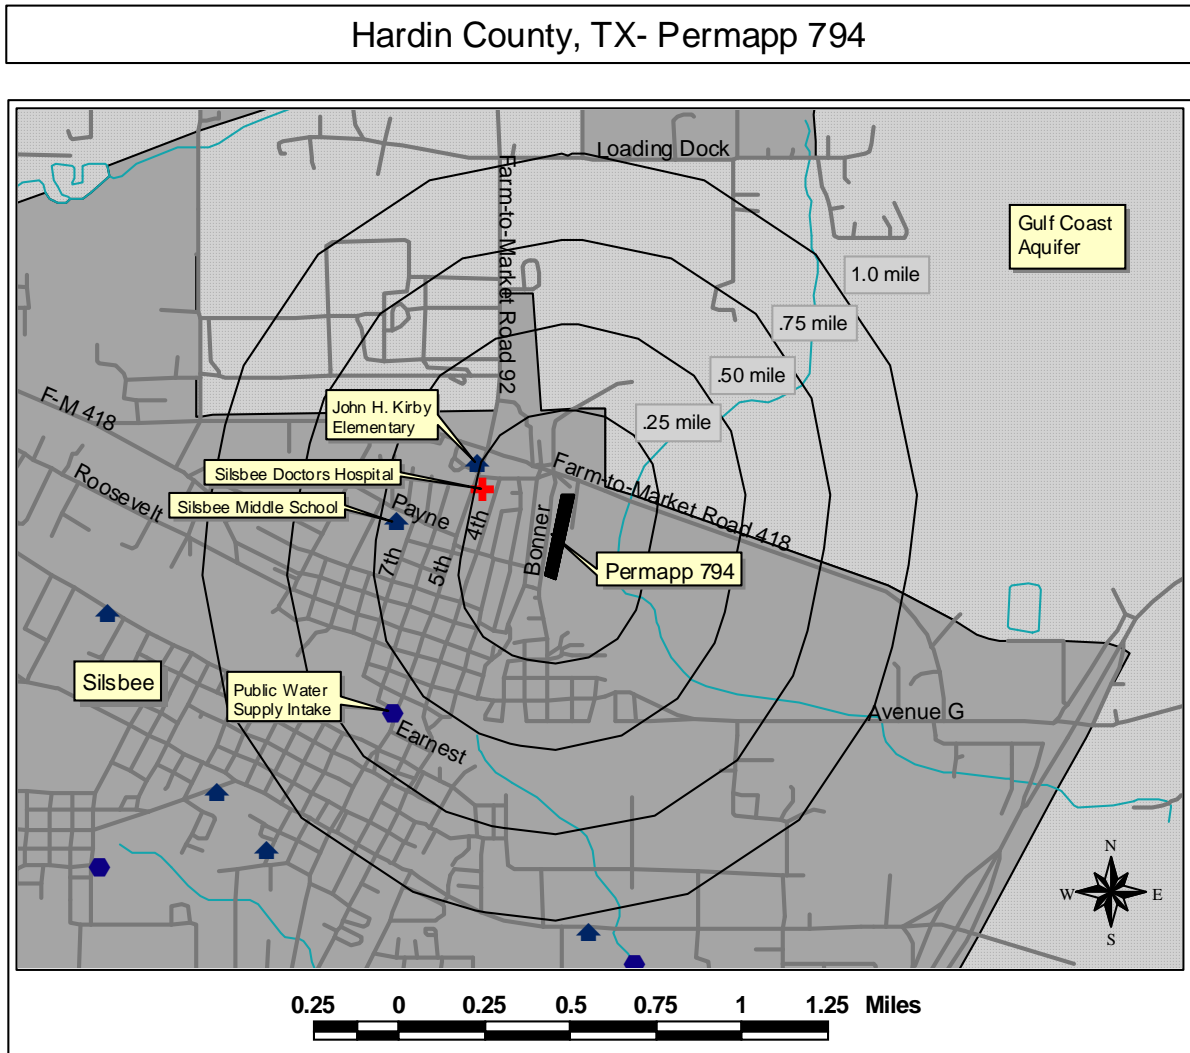 Hardin County, TX- Permapp 794
Loading Dock
Farm-to-Market Road 92
Gulf Coast
Aquifer
1.0 mile
.75 mile
.50 mile
.25 mile
F-M 418
John H. Kirby
Elementary
Silsbee Doctors Hospital
Silsbee Middle School
Roosevelt
Payne
Farm-to-Market Road 418
4th
5th
7th
Bonner
Permapp 794
Silsbee
Public Water
Supply Intake
Earnest
Avenue G
N
W
E
S
0.25 0 0.25 0.5 0.75 1 1.25 Miles